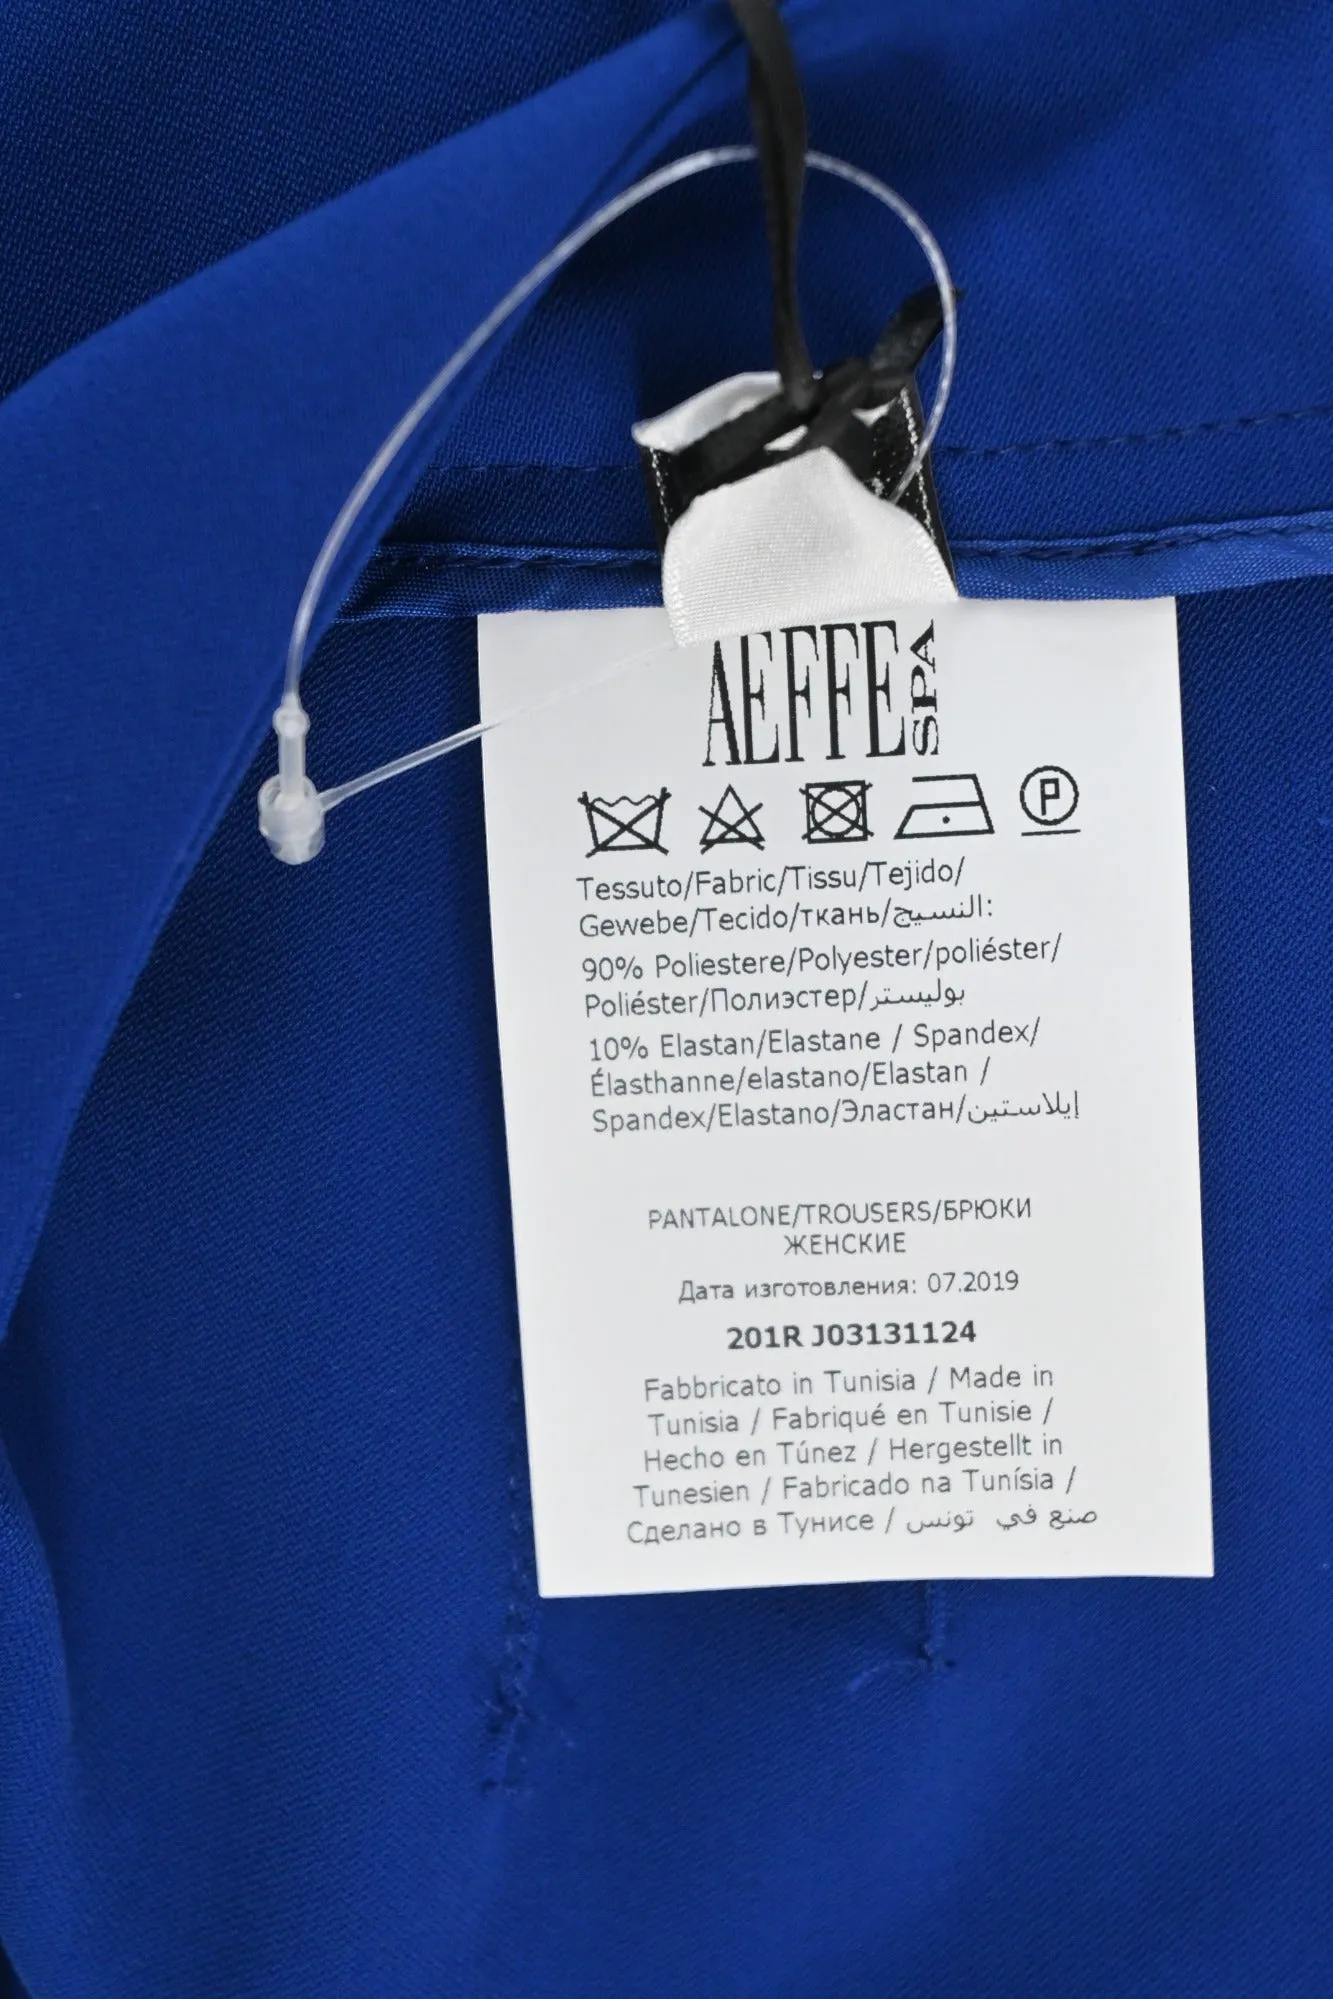 AEFFE SPA
P
Tessuto/Fabric/Tissu/Tejido/
Gewebe/Tecido/ткань/النسيج:
90% Poliestere/Polyester/poliéster/
Poliéster/Полиэстер/بوليستر
10% Elastan/Elastane / Spandex/
Élasthanne/elastano/Elastan /
Spandex/Elastano/Эластан/إيلاستين
PANTALONE/TROUSERS/БРЮКИ
ЖЕНСКИЕ
Дата изготовления: 07.2019
201R J03131124
Fabbricato in Tunisia / Made in
Tunisia / Fabriqué en Tunisie /
Hecho en Túnez / Hergestellt in
Tunesien / Fabricado na Tunísia /
Сделано в Тунисе / صنع في تونس